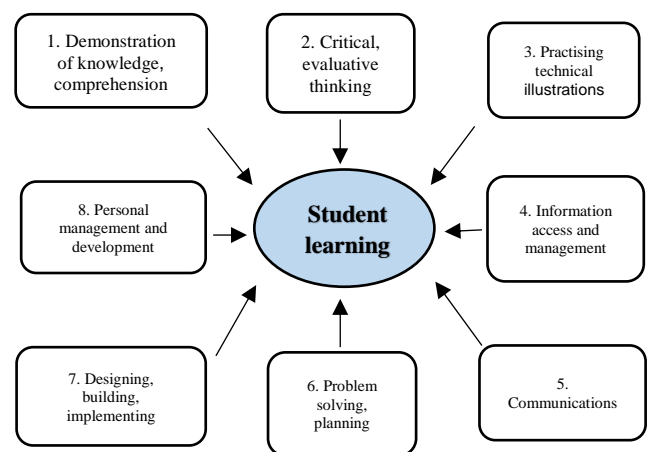 1. Demonstration
of knowledge,
comprehension
2. Critical,
evaluative
thinking
3. Practising
technical
illustrations
8. Personal
management and
development
Student
learning
4. Information
access and
management
7. Designing,
building,
implementing
6. Problem
solving,
planning
5.
Communications